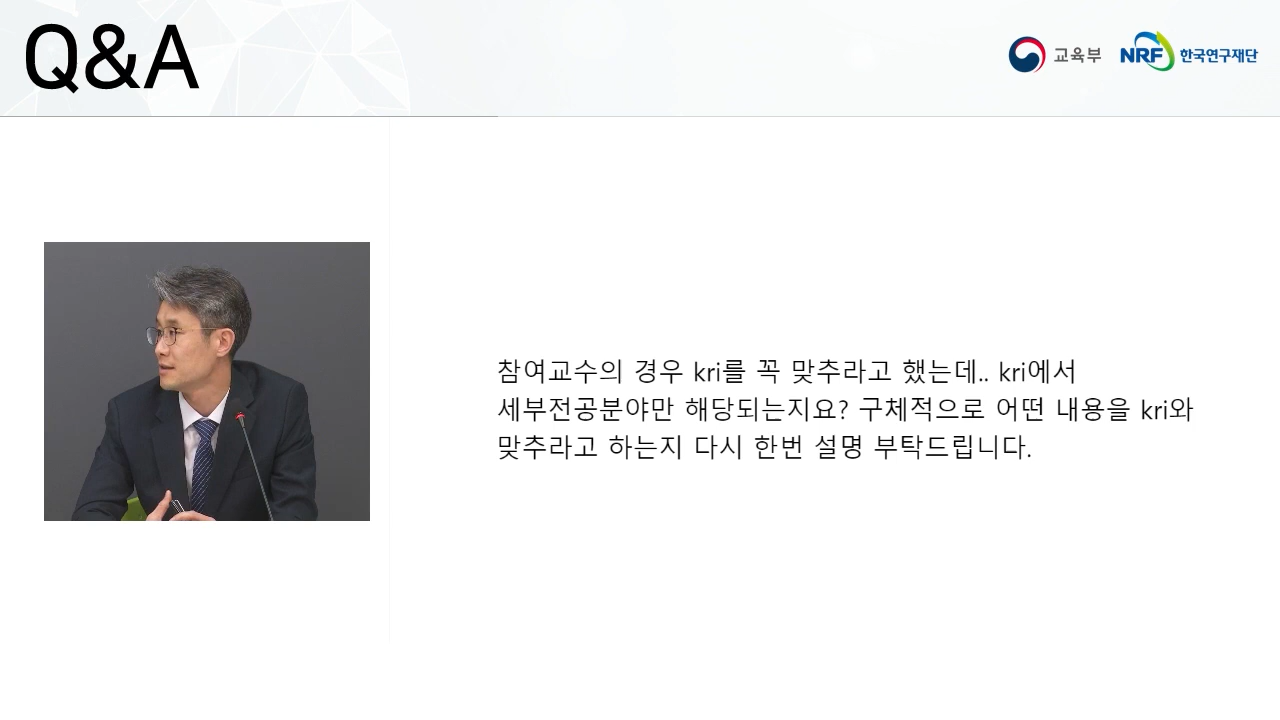 Q&A
교육부
NRF 한국연구재단
참여교수의 경우 kri를 꼭 맞추라고 했는데.. kri에서
세부전공분야만 해당되는지요? 구체적으로 어떤 내용을 kri와
맞추라고 하는지 다시 한번 설명 부탁드립니다.